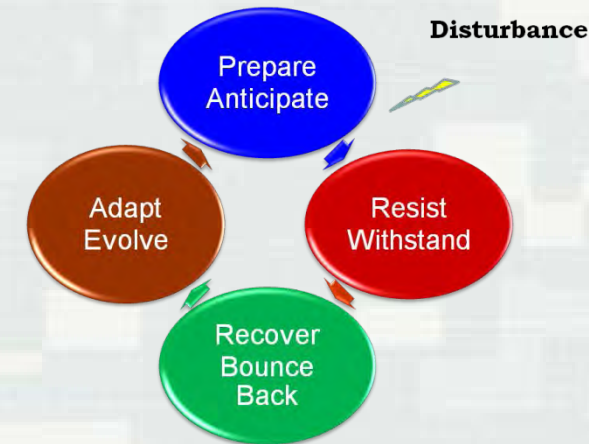 Disturbance
Prepare
Anticipate
Adapt
Evolve
Resist
Withstand
Recover
Bounce
Back